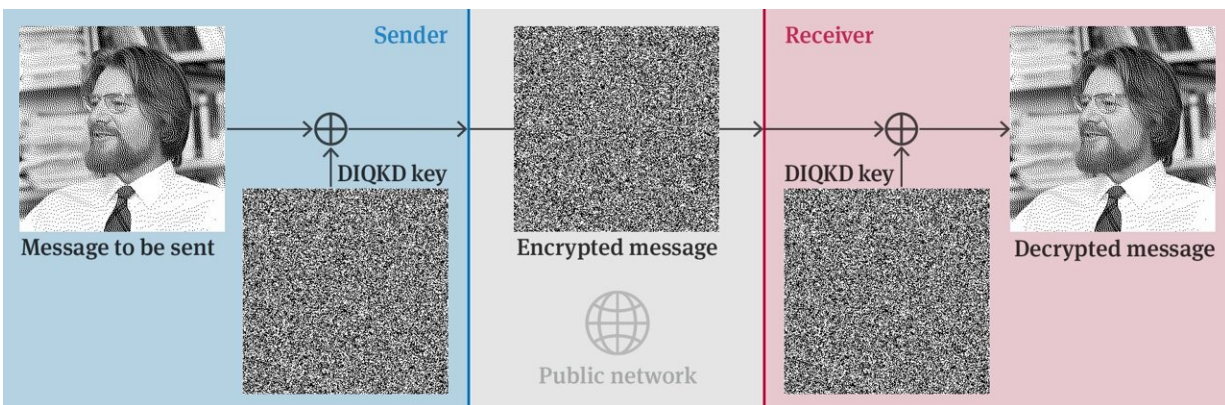 Sender
Receiver
DIQKD key
DIQKD key
Message to be sent
Encrypted message
Decrypted message
Public network